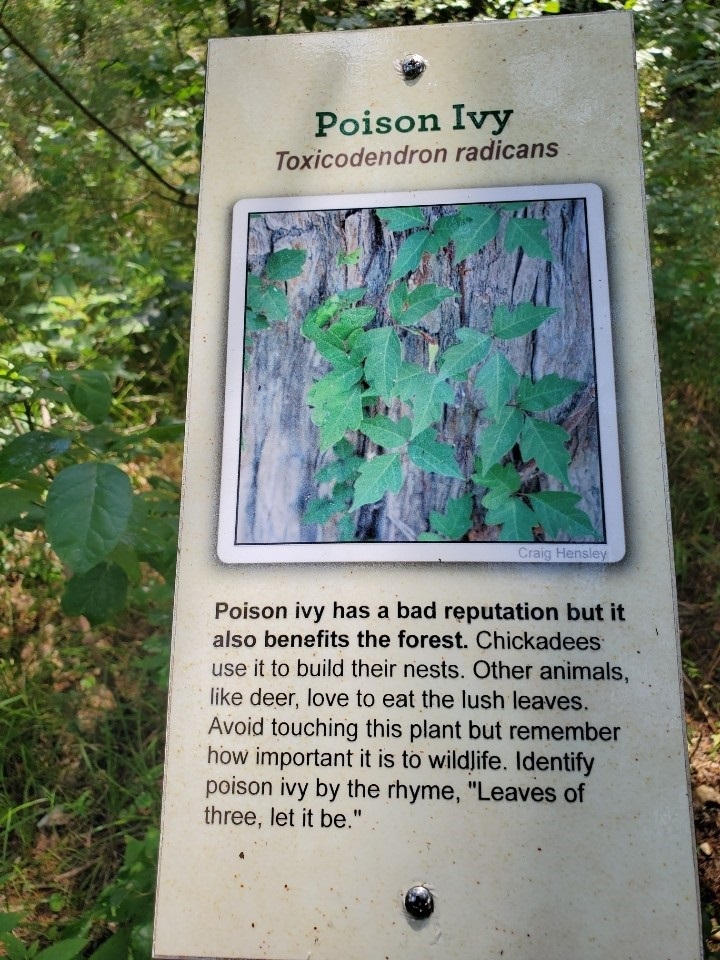 Poison Ivy
Toxicodendron radicans
Craig Hensley
Poison ivy has a bad reputation but it
also benefits the forest. Chickadees
use it to build their nests. Other animals,
like deer, love to eat the lush leaves.
Avoid touching this plant but remember
how important it is to wildlife. Identify
poison ivy by the rhyme, "Leaves of
three, let it be."